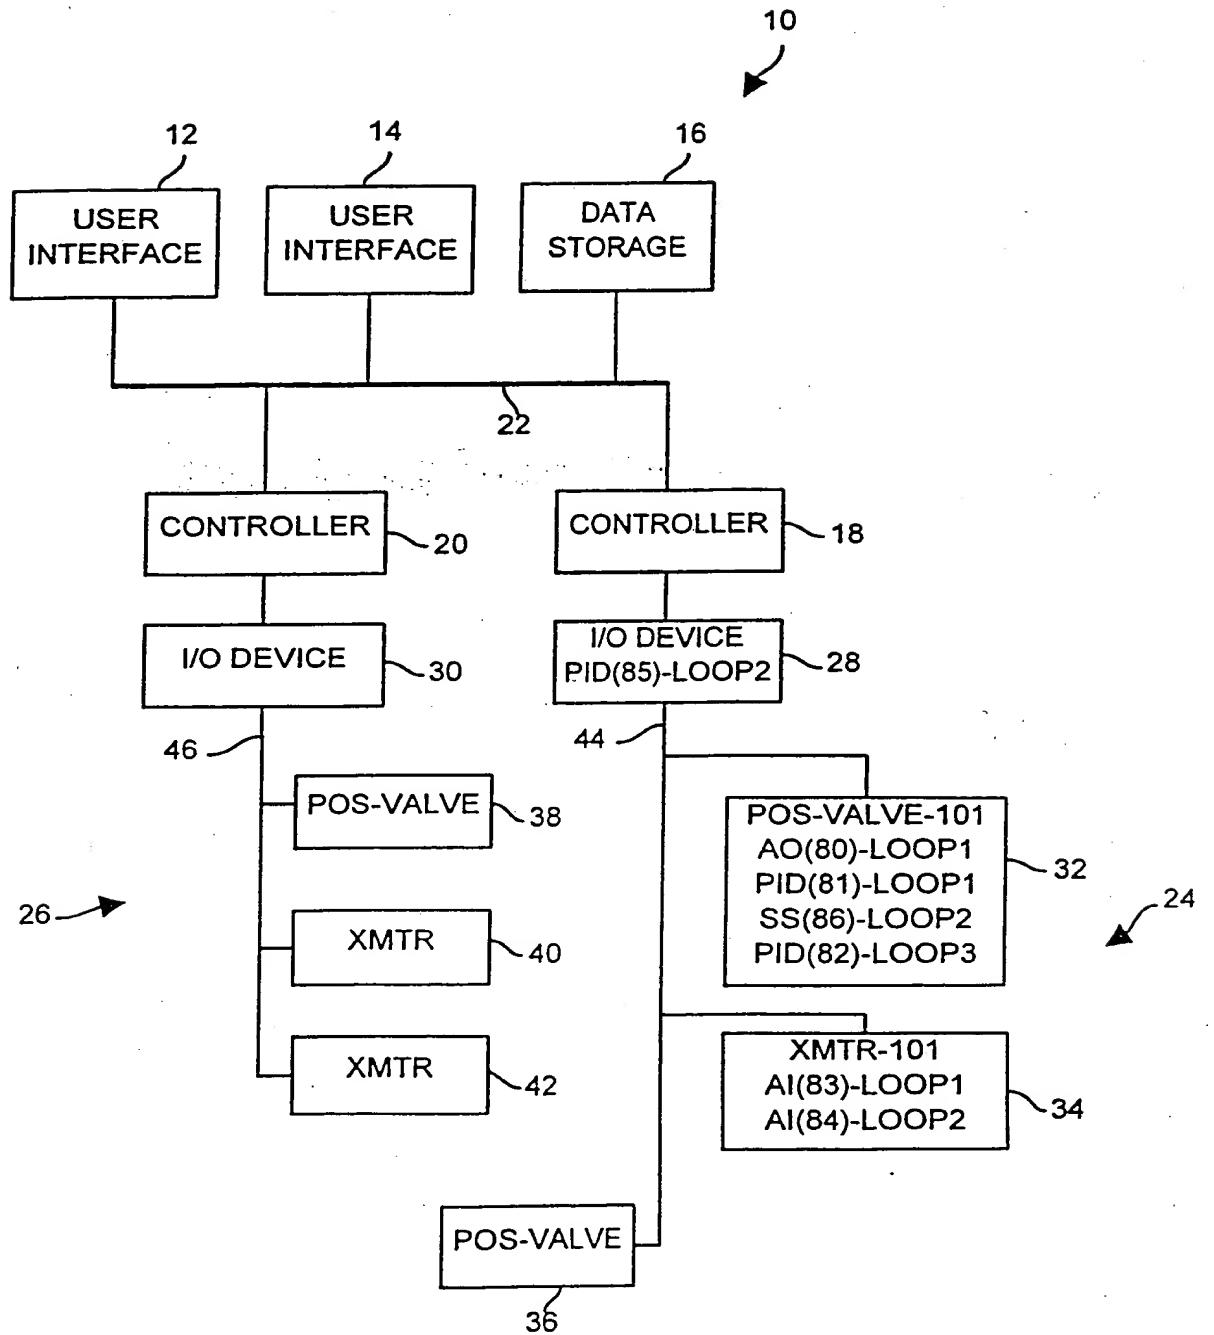 10
12
14
16
USER
INTERFACE
USER
INTERFACE
DATA
STORAGE
22
CONTROLLER
20
CONTROLLER
18
I/O DEVICE
30
I/O DEVICE
PID(85)-LOOP2
28
46
44
POS-VALVE
38
POS-VALVE-101
AO(80)-LOOP1
PID(81)-LOOP1
SS(86)-LOOP2
PID(82)-LOOP3
32
26
24
XMTR
40
XMTR
42
XMTR-101
AI(83)-LOOP1
AI(84)-LOOP2
34
POS-VALVE
36